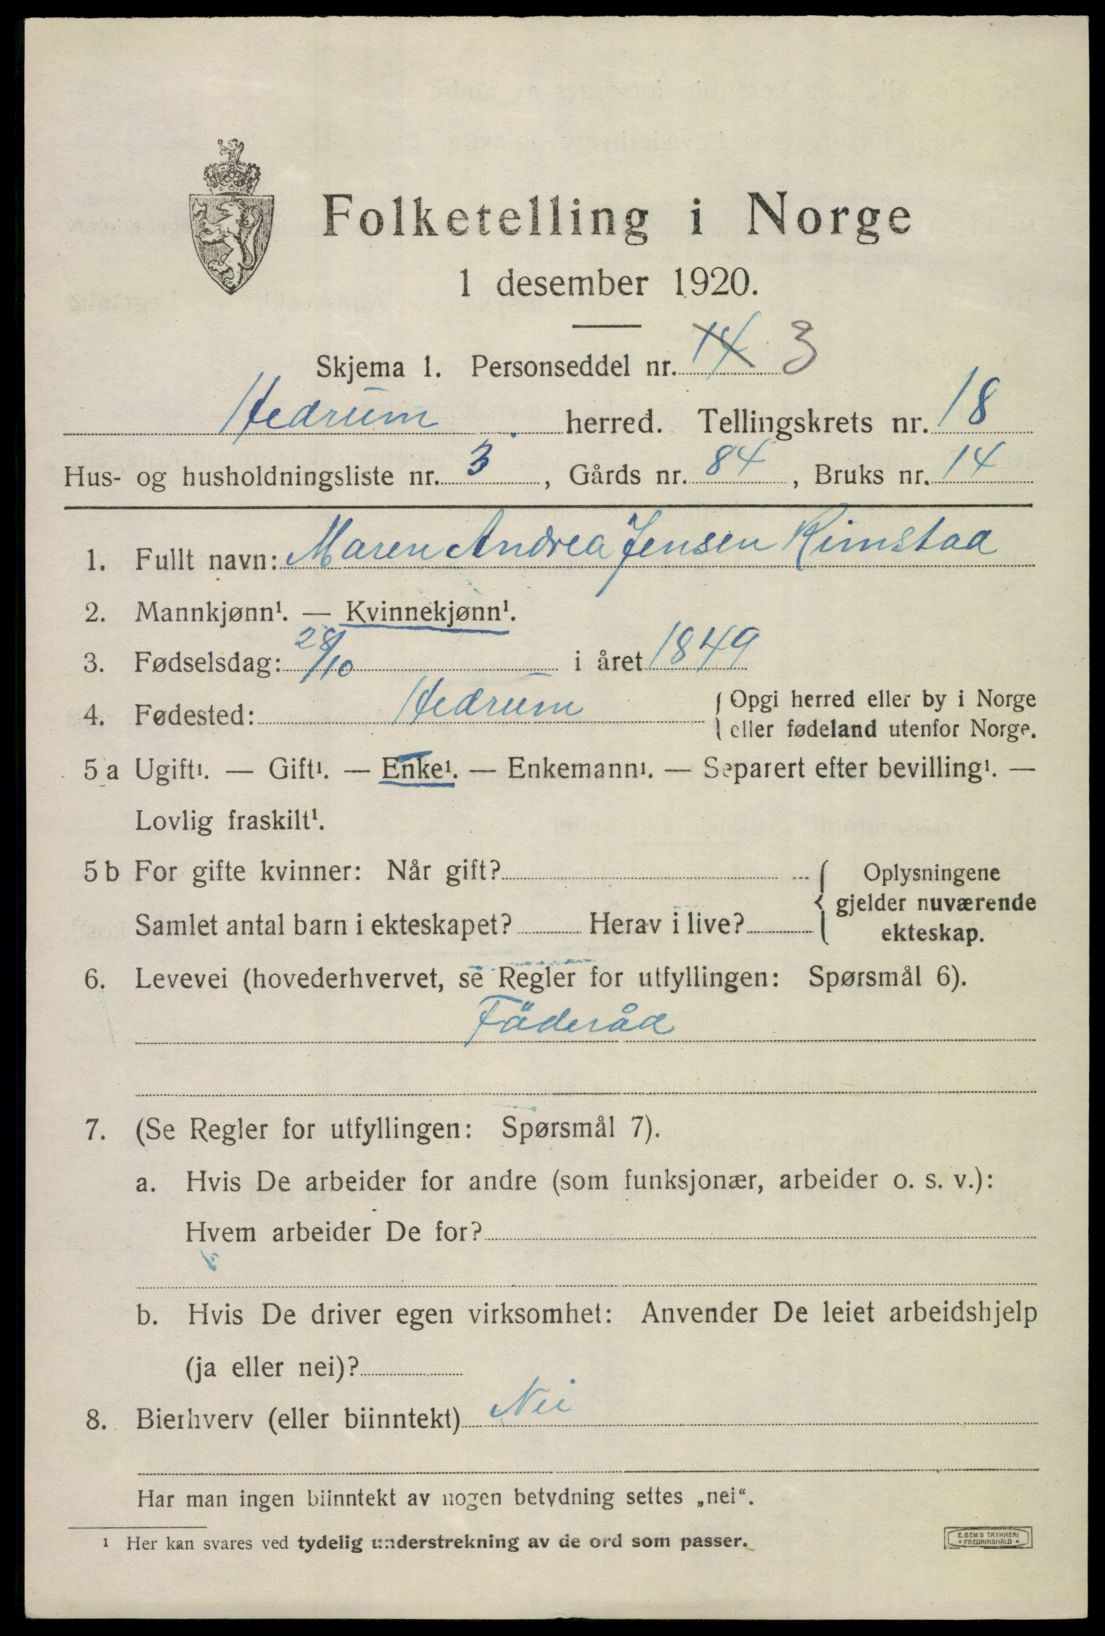 Folketelling i Norge
1 desember 1920.
Skjema 1. Personseddel nr. 14 3
Hedrum herred. Tellingskrets nr. 18
Hus- og husholdningsliste nr. 3, Gårds nr. 84, Bruks nr. 14
1. Fullt navn: Maren Andrea Jensen Rimstad
2. Mannkjønn¹. — Kvinnekjønn¹.
3. Fødselsdag: 28/10 i året 1849
4. Fødested: Hedrum { Opgi herred eller by i Norge
eller fødeland utenfor Norge.
5 a Ugift¹. — Gift¹. — Enke¹. — Enkemann¹. — Separert efter bevilling¹. —
Lovlig fraskilt¹.
5 b For gifte kvinner: Når gift? { Oplysningene
gjelder nuværende
Samlet antal barn i ekteskapet? Herav i live? ekteskap.
6. Levevei (hovederhvervet, se Regler for utfyllingen: Spørsmål 6).
Föderåd
7. (Se Regler for utfyllingen: Spørsmål 7).
a. Hvis De arbeider for andre (som funksjonær, arbeider o. s. v.):
Hvem arbeider De for?
b. Hvis De driver egen virksomhet: Anvender De leiet arbeidshjelp
(ja eller nei)?
8. Bierhverv (eller biinntekt) Nei
Har man ingen biinntekt av nogen betydning settes „nei“.
¹ Her kan svares ved tydelig understrekning av de ord som passer.
E. SEM'S TRYKKERI
FREDRIKSHALD